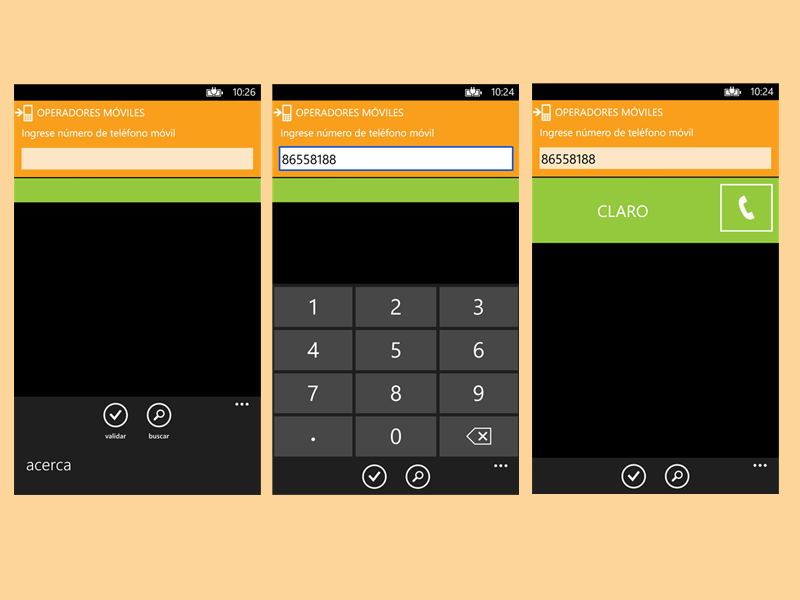 10:26
OPERADORES MÓVILES
Ingrese número de teléfono móvil
validar buscar
acerca
10:24
OPERADORES MÓVILES
Ingrese número de teléfono móvil
86558188
1 2 3
4 5 6
7 8 9
. 0
10:24
OPERADORES MÓVILES
Ingrese número de teléfono móvil
86558188
CLARO